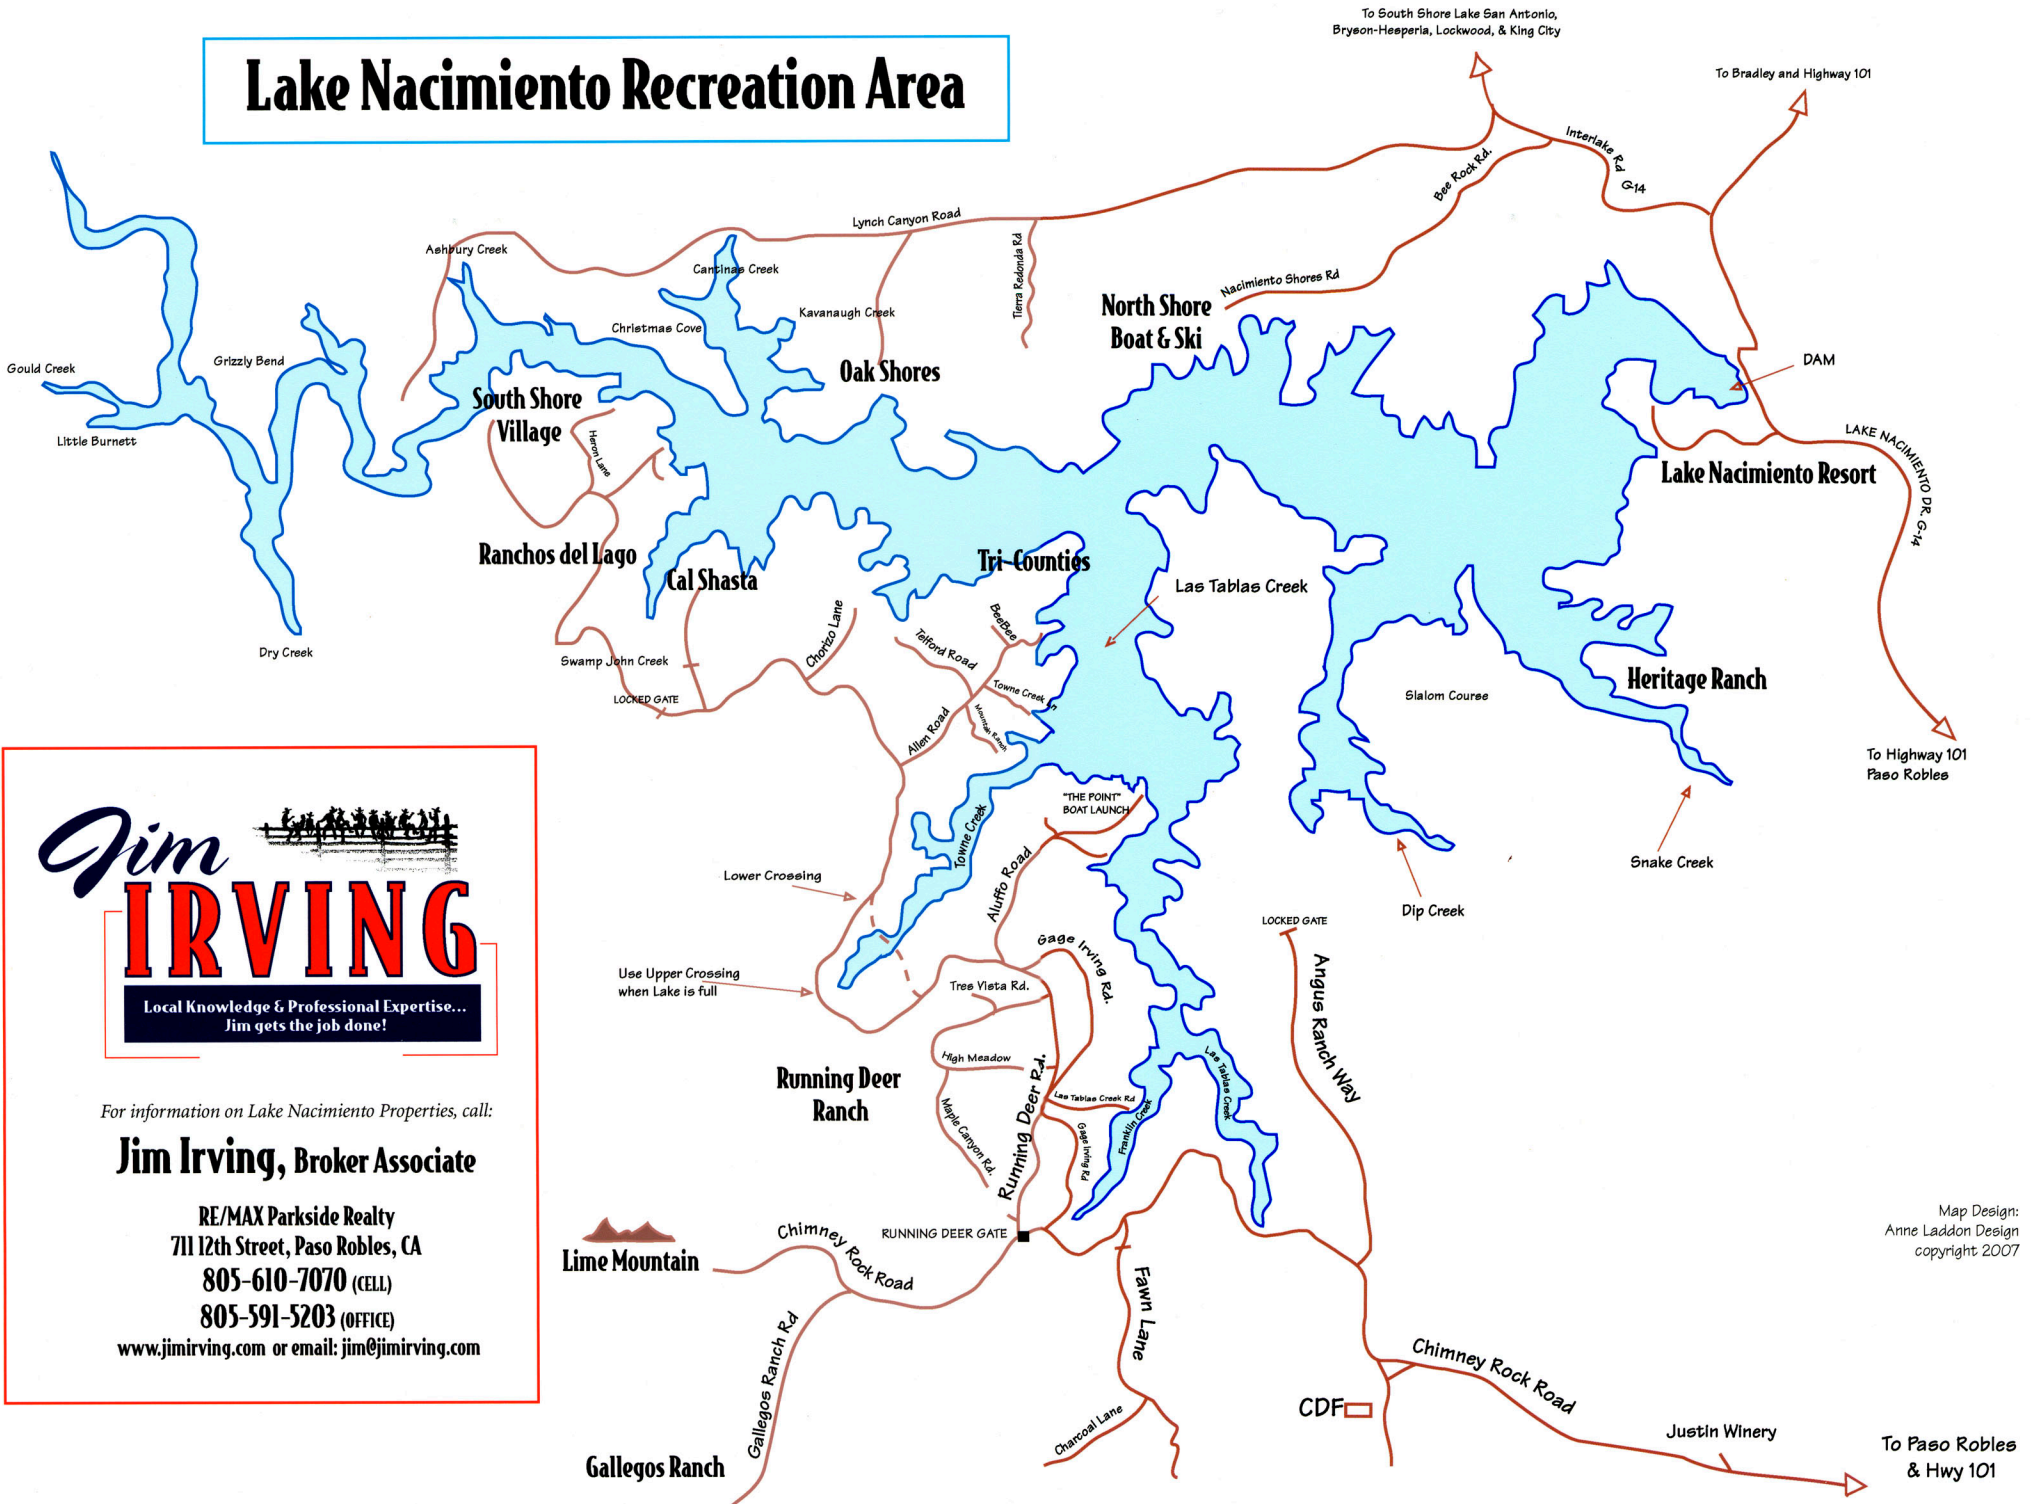 Lake Nacimiento Recreation Area
To South Shore Lake San Antonio,
Bryson-Hesperia, Lockwood, & King City
To Bradley and Highway 101
Interlake Rd
G-14
Bee Rock Rd.
Lynch Canyon Road
Tierra Redonda Rd
Nacimiento Shores Rd
Ashbury Creek
Cantinas Creek
Kavanaugh Creek
Christmas Cove
North Shore
Boat & Ski
Oak Shores
DAM
Gould Creek
Grizzly Bend
Little Burnett
South Shore
Village
Heron Lane
LAKE NACIMIENTO DR. G-14
Lake Nacimiento Resort
Ranchos del Lago
Cal Shasta
Tri-Counties
Las Tablas Creek
Dry Creek
Swamp John Creek
LOCKED GATE
Chorizo Lane
Telford Road
BeeBee
Towne Creek Ln
Mountain Ranch
Allen Road
Slalom Course
Heritage Ranch
To Highway 101
Paso Robles
"THE POINT"
BOAT LAUNCH
Towne Creek
Lower Crossing
Aluffo Road
Snake Creek
Dip Creek
LOCKED GATE
Angus Ranch Way
Gage Irving Rd.
Use Upper Crossing
when Lake is full
Tres Vista Rd.
High Meadow
Running Deer
Ranch
Maple Canyon Rd.
Running Deer Rd.
Las Tablas Creek Rd
Gage Irving Rd
Franklin Creek
Las Tablas Creek
RUNNING DEER GATE
Lime Mountain
Chimney Rock Road
Gallegos Ranch Rd
Gallegos Ranch
Fawn Lane
Charcoal Lane
CDF
Chimney Rock Road
Justin Winery
To Paso Robles
& Hwy 101
Map Design:
Anne Laddon Design
copyright 2007
Jim
IRVING
Local Knowledge & Professional Expertise...
Jim gets the job done!
For information on Lake Nacimiento Properties, call:
Jim Irving, Broker Associate
RE/MAX Parkside Realty
711 12th Street, Paso Robles, CA
805-610-7070 (CELL)
805-591-5203 (OFFICE)
www.jimirving.com or email: jim@jimirving.com